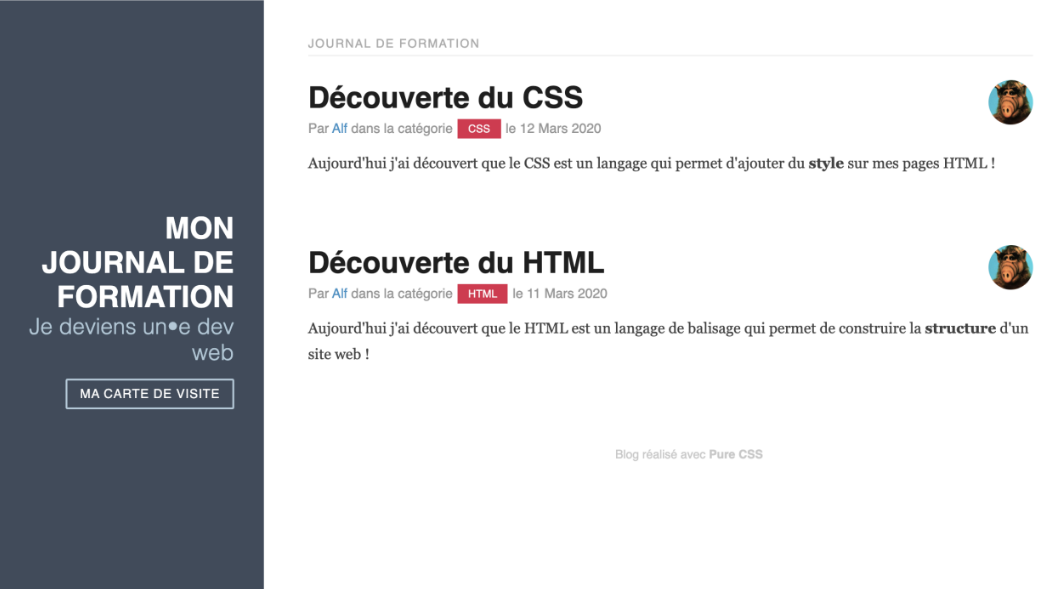 MON
JOURNAL DE
FORMATION
Je deviens un•e dev
web
MA CARTE DE VISITE
JOURNAL DE FORMATION
Découverte du CSS
Par Alf dans la catégorie CSS le 12 Mars 2020
Aujourd'hui j'ai découvert que le CSS est un langage qui permet d'ajouter du style sur mes pages HTML !
Découverte du HTML
Par Alf dans la catégorie HTML le 11 Mars 2020
Aujourd'hui j'ai découvert que le HTML est un langage de balisage qui permet de construire la structure d'un
site web !
Blog réalisé avec Pure CSS